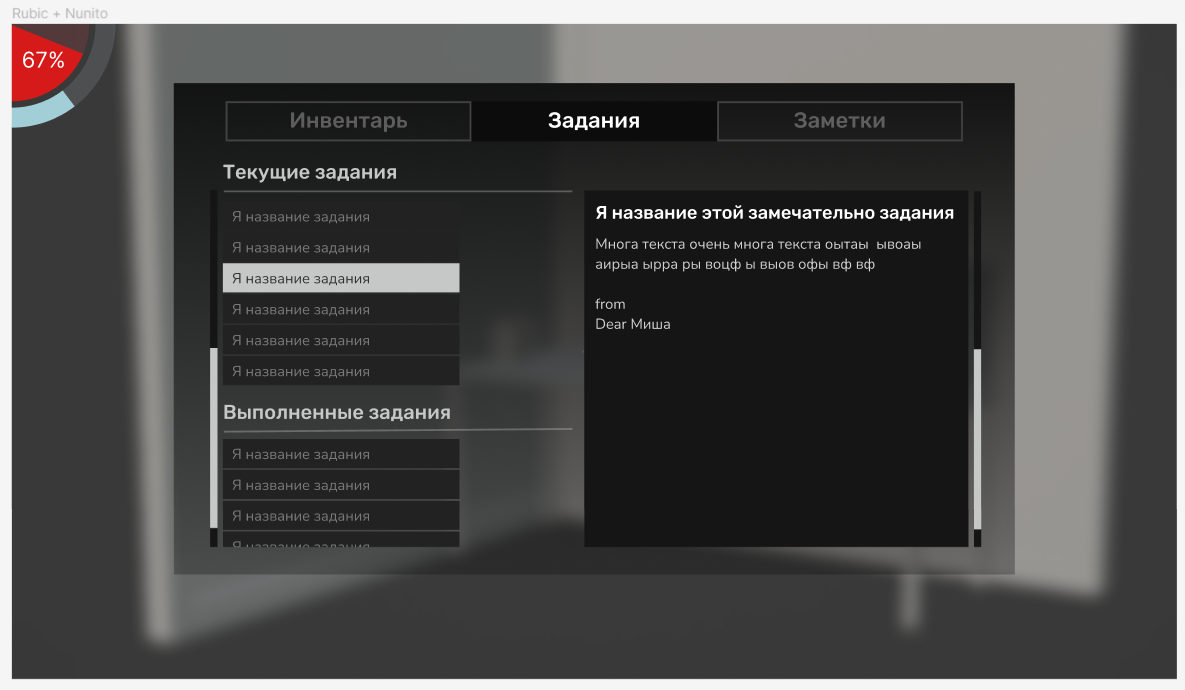 Rubic + Nunito
67%
Инвентарь
Задания
Заметки
Текущие задания
Я название задания
Я название задания
Я название задания
Я название задания
Я название задания
Я название задания
Выполненные задания
Я название задания
Я название задания
Я название задания
Я название задания
Я название этой замечательно задания
Многа текста очень многа текста оытаы ывоаы
аирыа ырра ры воцф ы выов офы вф вф
from
Dear Миша